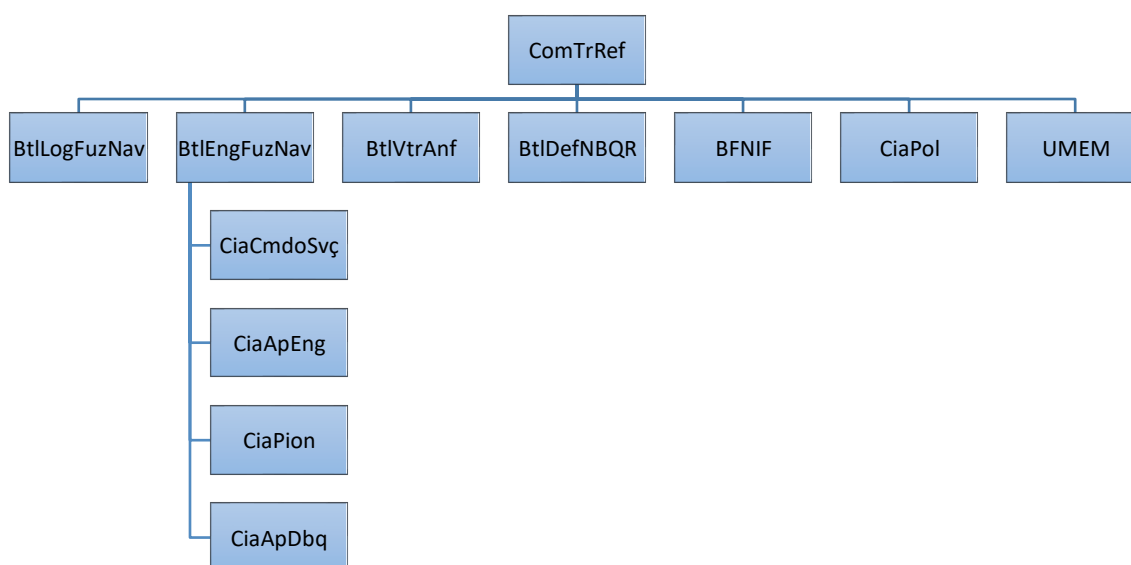 ComTrRef
BtlLogFuzNav
BtlEngFuzNav
BtlVtrAnf
BtlDefNBQR
BFNIF
CiaPol
UMEM
CiaCmdoSvç
CiaApEng
CiaPion
CiaApDbq